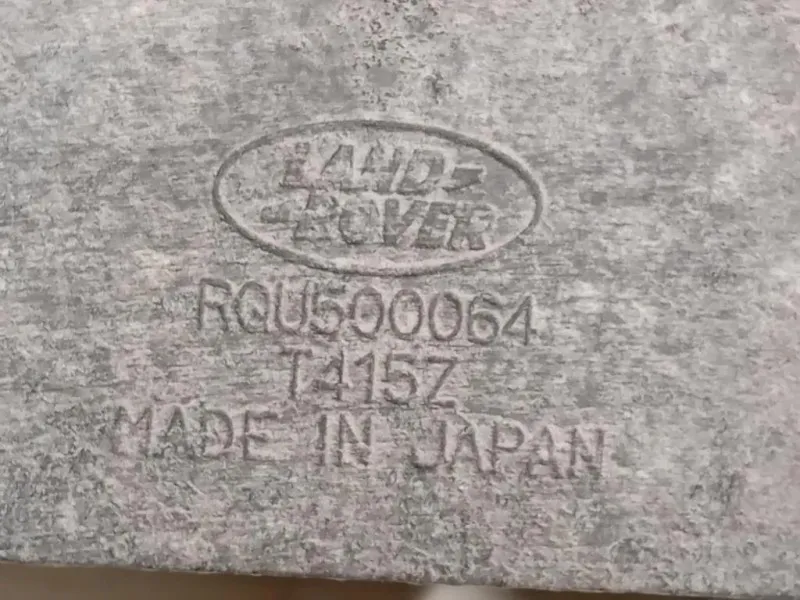 LAND-
-ROVER
RQU500064
T415Z
MADE IN JAPAN